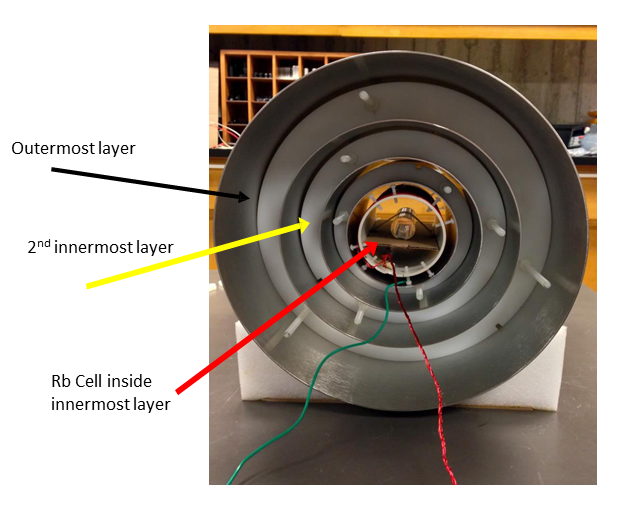 Outermost layer
2nd innermost layer
Rb Cell inside
innermost layer